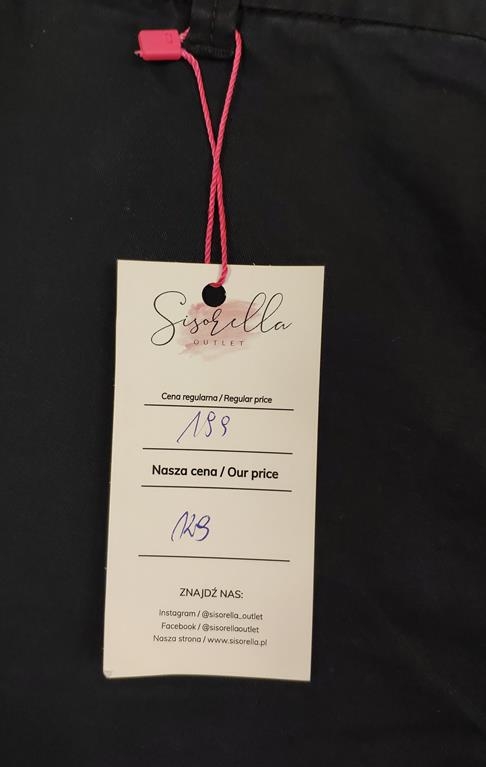 Sisorella
OUTLET
Cena regularna / Regular price
199
Nasza cena / Our price
129
ZNAJDŹ NAS:
Instagram / @sisorella_outlet
Facebook / @sisorellaoutlet
Nasza strona / www.sisorella.pl